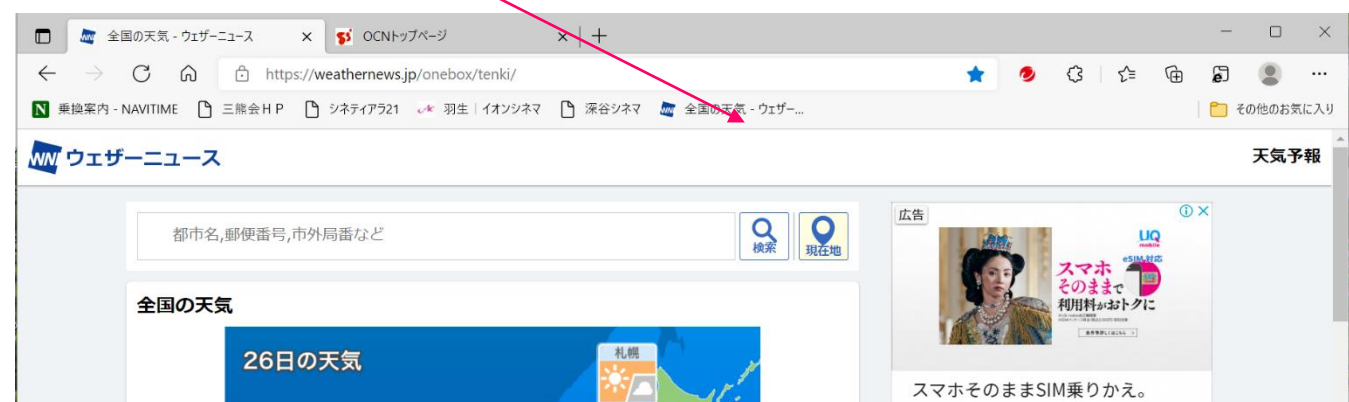 全国の天気 - ウェザーニュース
OCNトップページ
https://weathernews.jp/onebox/tenki/
乗換案内 - NAVITIME 三熊会HP シネティアラ21 羽生|イオンシネマ 深谷シネマ 全国の天気 - ウェザー... その他のお気に入り
WN ウェザーニュース
天気予報
都市名,郵便番号,市外局番など
検索
現在地
広告
UQ
mobile
eSIM対応
スマホ
そのままで
利用料がおトクに
全国の天気
26日の天気
札幌
スマホそのままSIM乗りかえ。